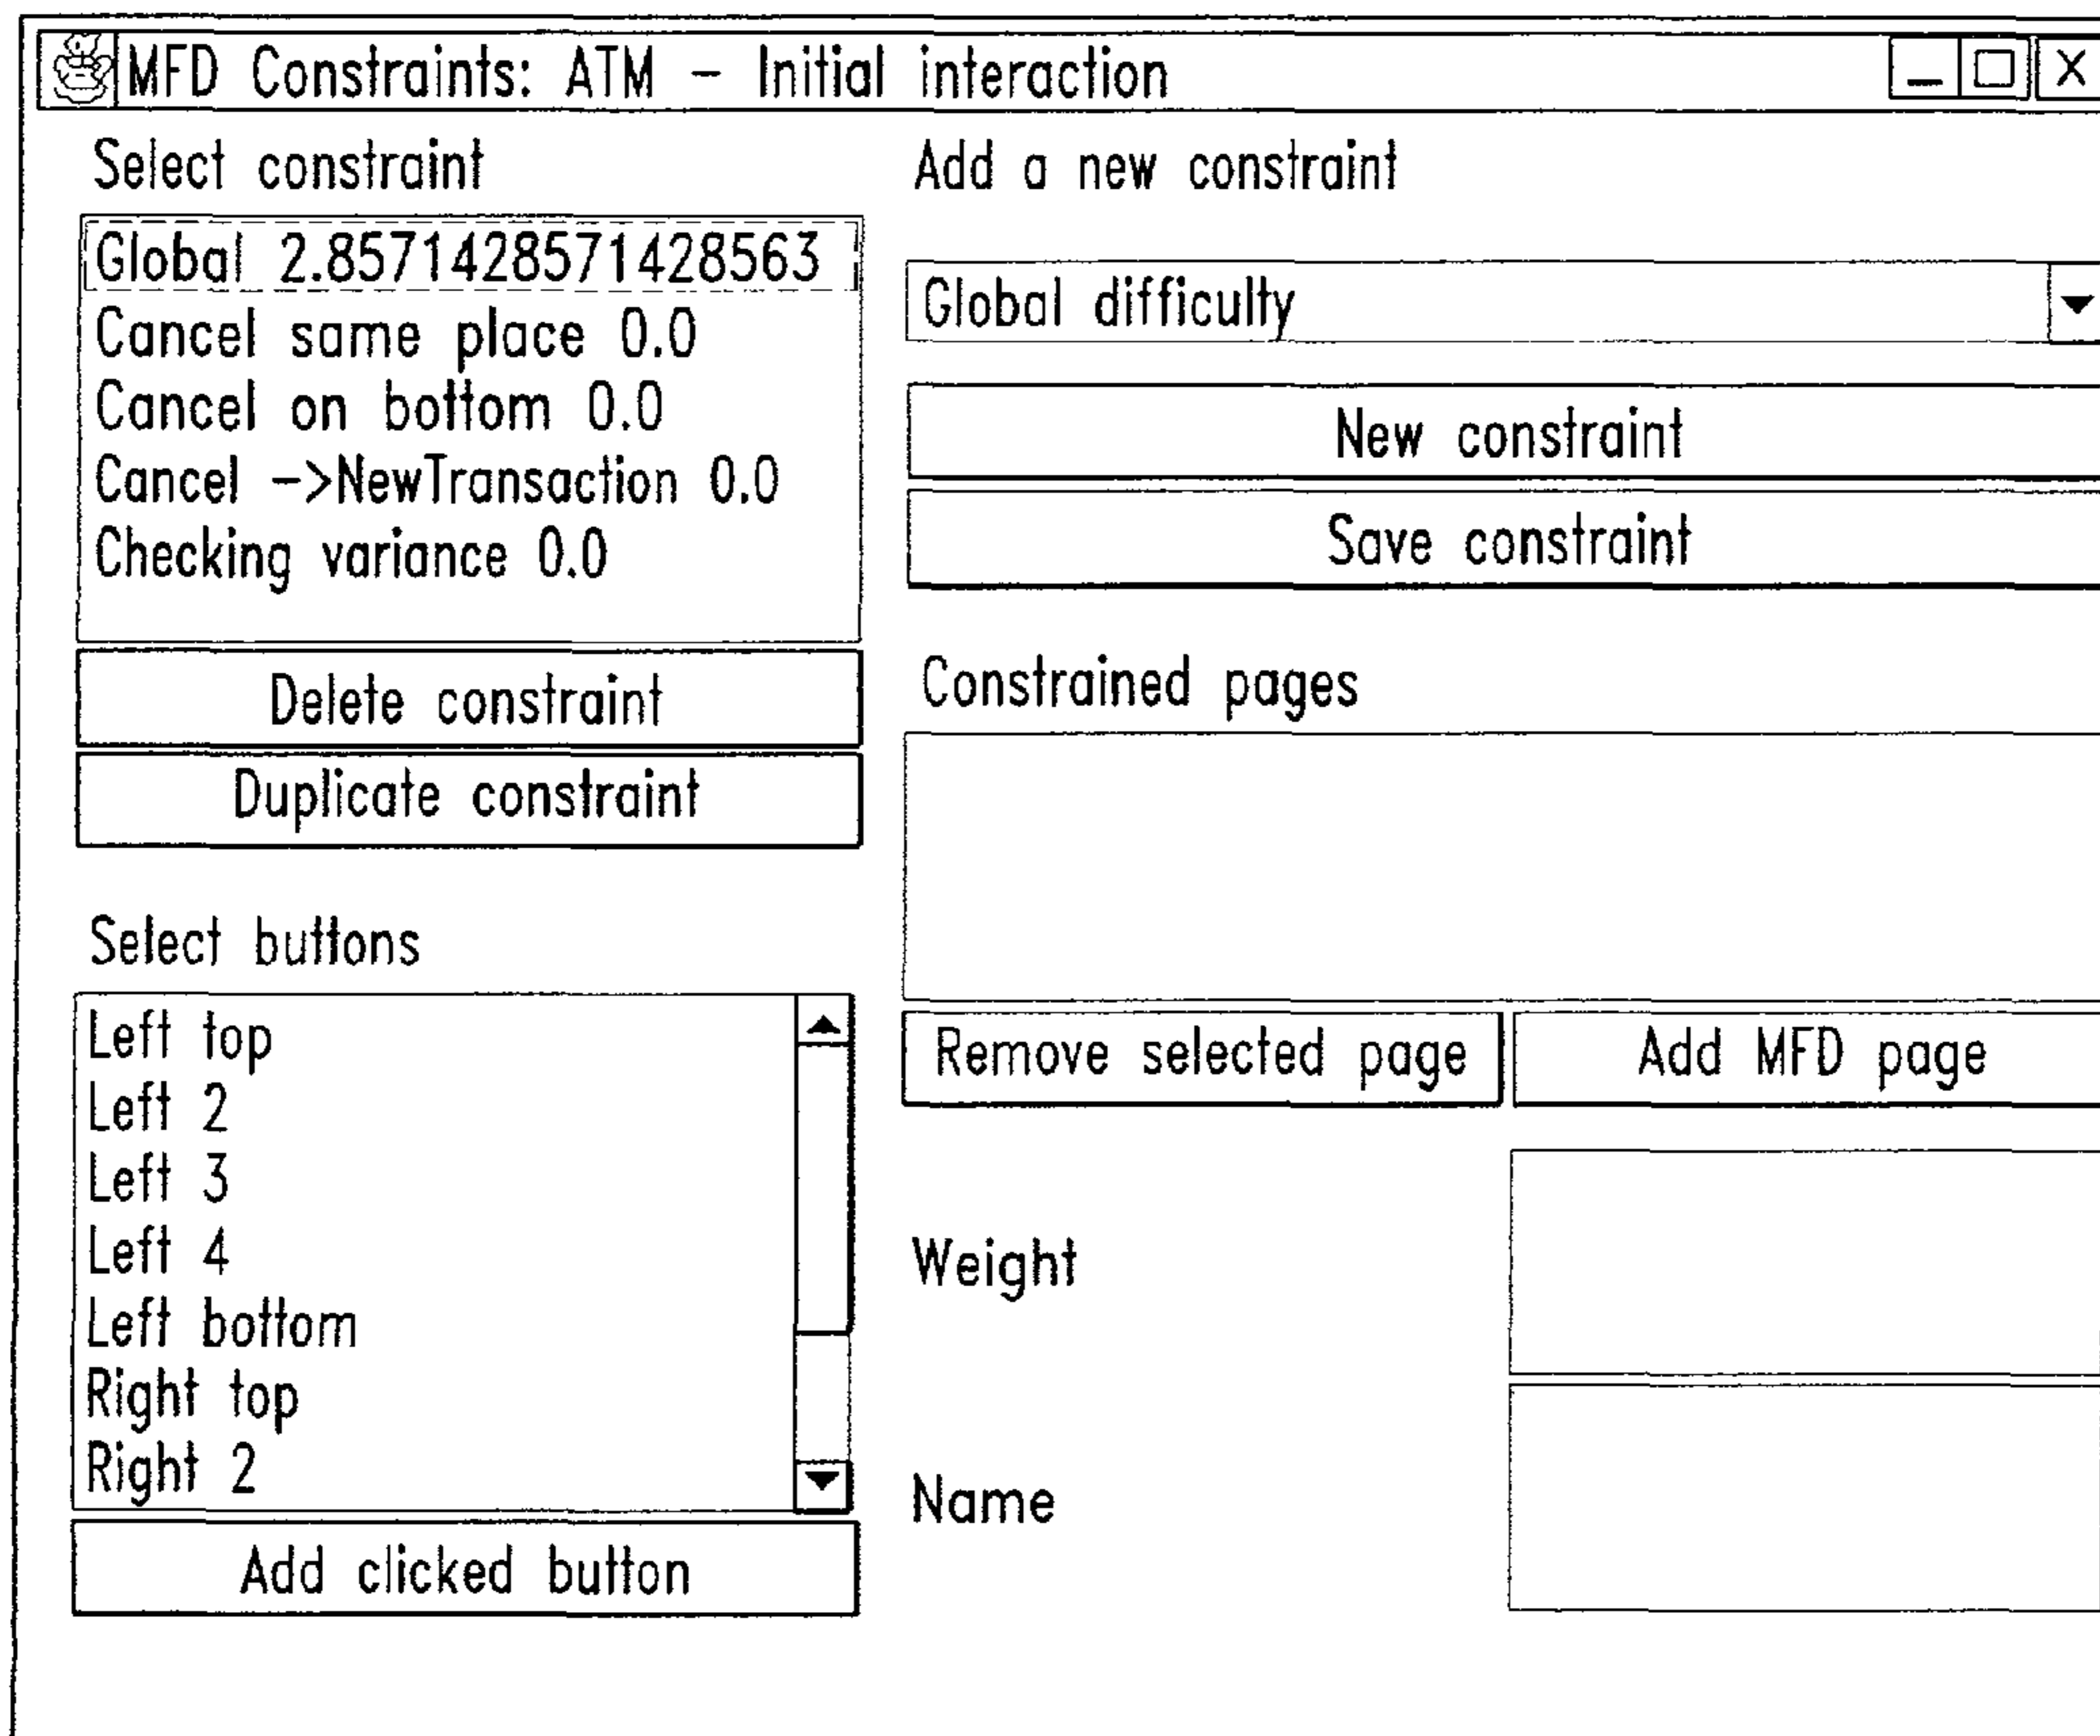 MFD Constraints: ATM - Initial interaction
Select constraint
Global 2.8571428571428563
Cancel same place 0.0
Cancel on bottom 0.0
Cancel ->NewTransaction 0.0
Checking variance 0.0
Delete constraint
Duplicate constraint
Select buttons
Left top
Left 2
Left 3
Left 4
Left bottom
Right top
Right 2
Add clicked button
Add a new constraint
Global difficulty
New constraint
Save constraint
Constrained pages
Remove selected page
Add MFD page
Weight
Name